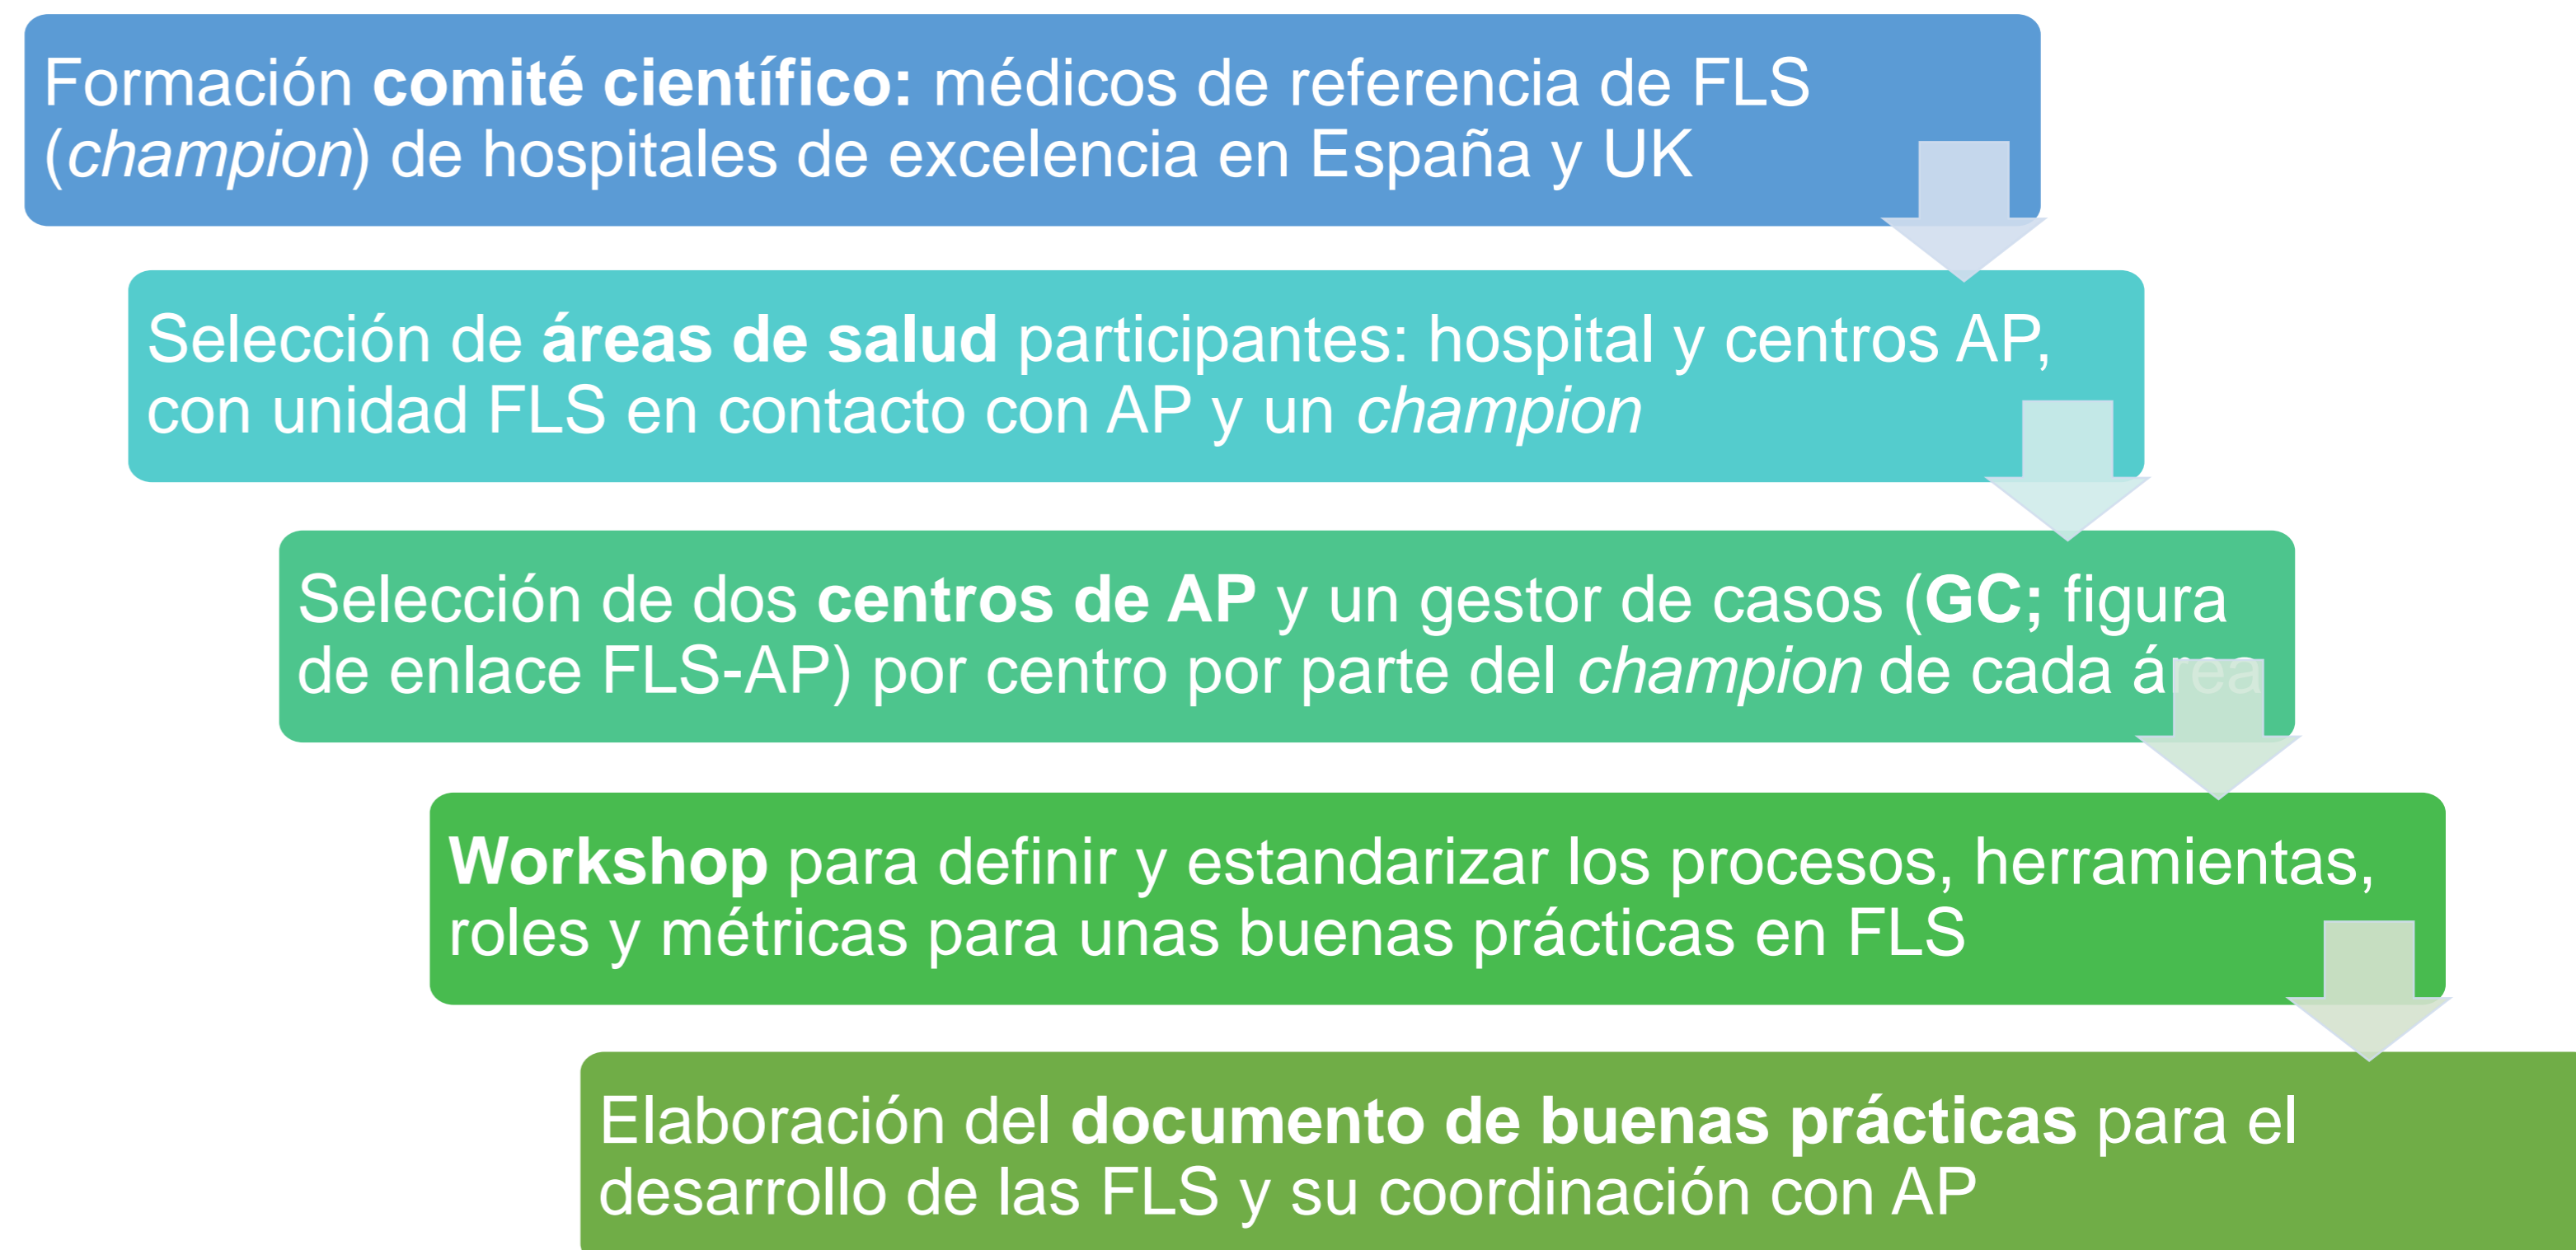 Formación comité científico: médicos de referencia de FLS
(champion) de hospitales de excelencia en España y UK
Selección de áreas de salud participantes: hospital y centros AP,
con unidad FLS en contacto con AP y un champion
Selección de dos centros de AP y un gestor de casos (GC; figura
de enlace FLS-AP) por centro por parte del champion de cada área
Workshop para definir y estandarizar los procesos, herramientas,
roles y métricas para unas buenas prácticas en FLS
Elaboración del documento de buenas prácticas para el
desarrollo de las FLS y su coordinación con AP